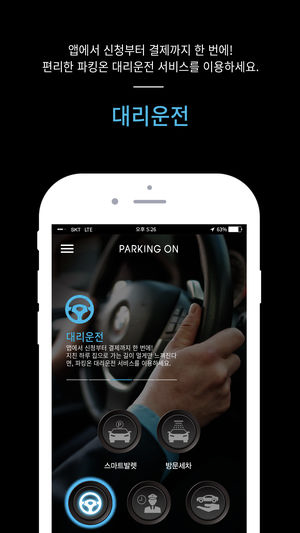 앱에서 신청부터 결제까지 한 번에!
편리한 파킹온 대리운전 서비스를 이용하세요.
대리운전
SKT LTE 오후 5:26 63%
PARKING ON
대리운전
앱에서 신청부터 결제까지 한 번에!
지친 하루 집으로 가는 길이 멀게만 느껴진다
면, 파킹온 대리운전 서비스를 이용하세요.
P
스마트발렛 방문세차